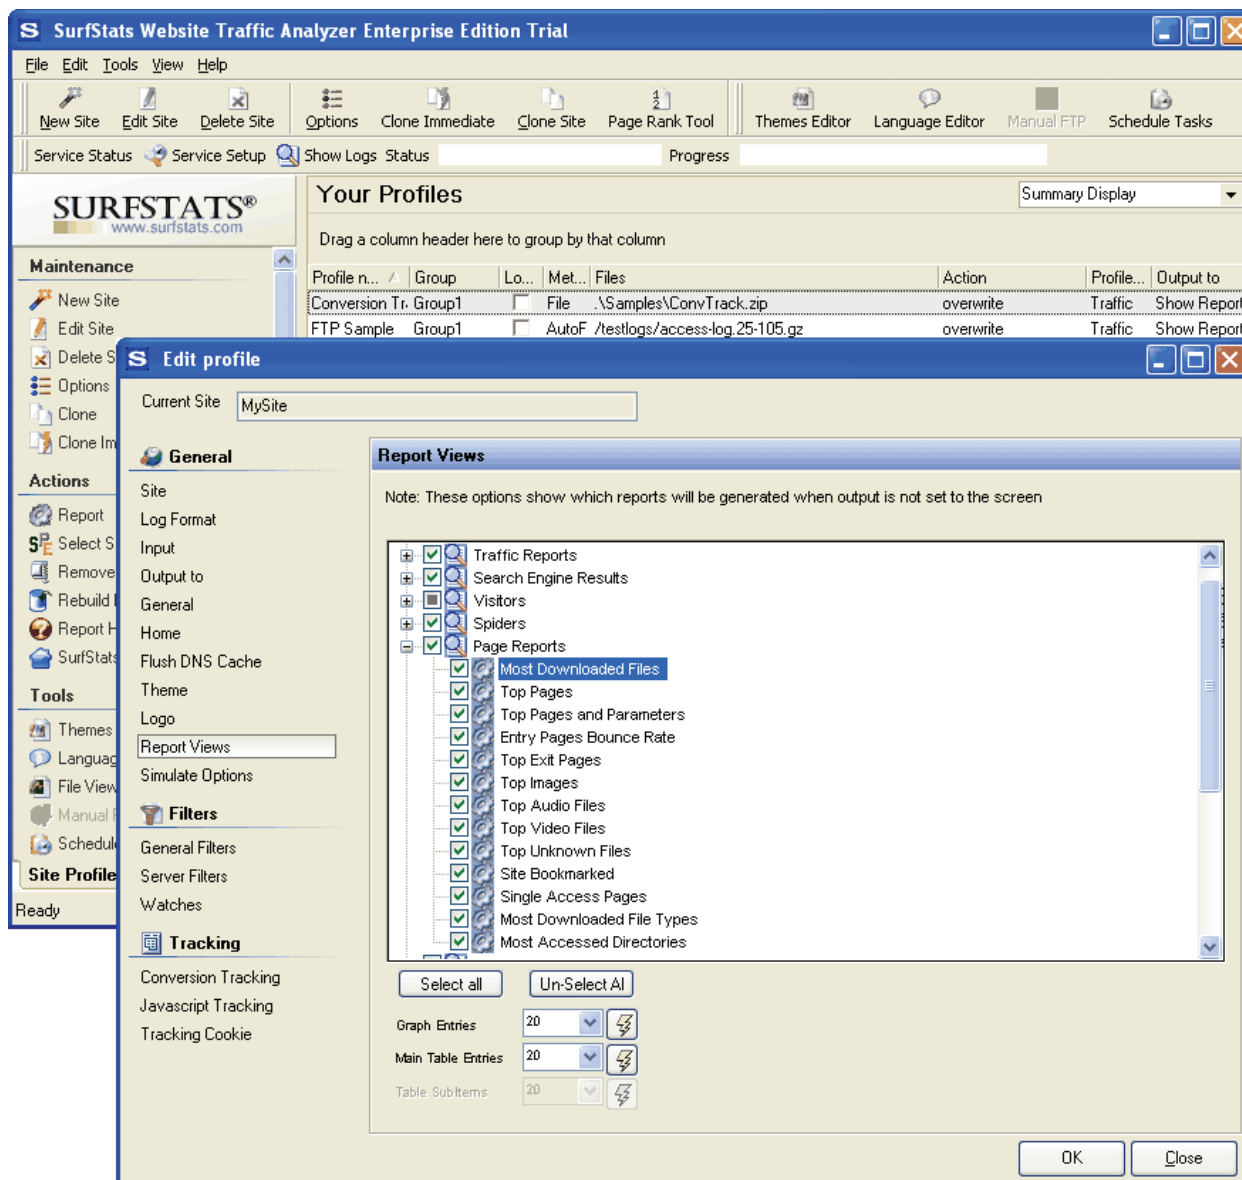 S SurfStats Website Traffic Analyzer Enterprise Edition Trial
File Edit Tools View Help
New Site Edit Site Delete Site Options Clone Immediate Clone Site Page Rank Tool Themes Editor Language Editor Manual FTP Schedule Tasks
Service Status Service Setup Show Logs Status Progress
SURFSTATS®
www.surfstats.com
Your Profiles
Summary Display
Drag a column header here to group by that column
Profile n... Group Lo... Met... Files Action Profile... Output to
Conversion Tr Group1 File .\Samples\ConvTrack.zip overwrite Traffic Show Report
FTP Sample Group1 AutoF /testlogs/access-log.25-105.gz overwrite Traffic Show Report
Maintenance
New Site
Edit Site
Delete S
Options
Clone
Clone Im
Actions
Report
Select S
Remove
Rebuild
Report H
SurfStats
Tools
Themes
Languag
File View
Manual F
Schedul
Site Profile
Ready
S Edit profile
Current Site MySite
General
Site
Log Format
Input
Output to
General
Home
Flush DNS Cache
Theme
Logo
Report Views
Simulate Options
Filters
General Filters
Server Filters
Watches
Tracking
Conversion Tracking
Javascript Tracking
Tracking Cookie
Report Views
Note: These options show which reports will be generated when output is not set to the screen
Traffic Reports
Search Engine Results
Visitors
Spiders
Page Reports
Most Downloaded Files
Top Pages
Top Pages and Parameters
Entry Pages Bounce Rate
Top Exit Pages
Top Images
Top Audio Files
Top Video Files
Top Unknown Files
Site Bookmarked
Single Access Pages
Most Downloaded File Types
Most Accessed Directories
Select all Un-Select Al
Graph Entries 20
Main Table Entries 20
Table SubItems 20
OK Close